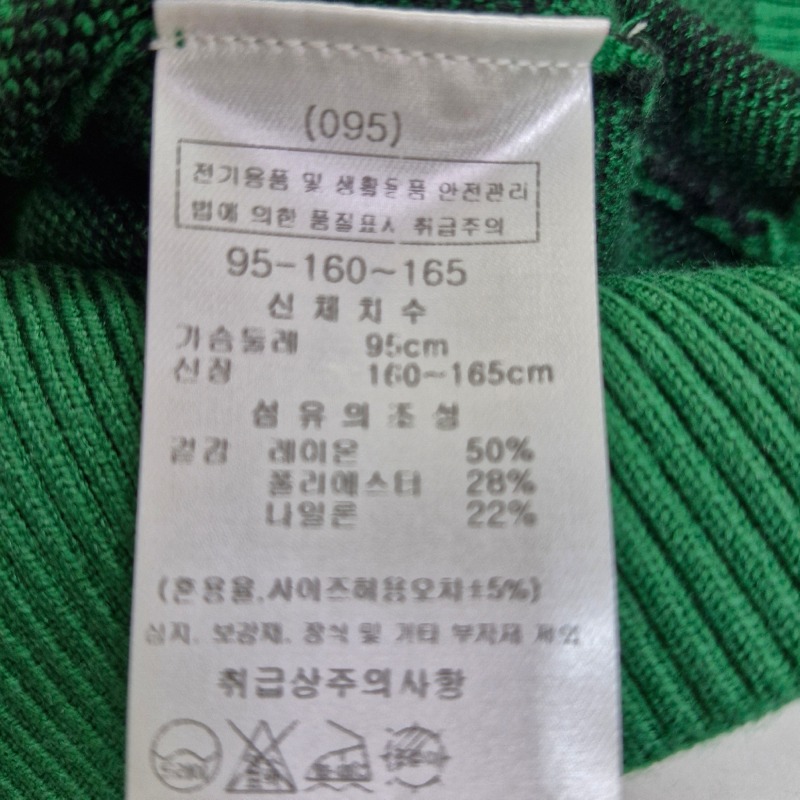 (095)
전기용품 및 생활용품 안전관리
법에 의한 품질표시 취급주의
95-160~165
신체치수
가슴둘레 95cm
신장 160~165cm
섬유의조성
겉감 레이온 50%
폴리에스터 28%
나일론 22%
(혼용율,사이즈허용오차±5%)
심지, 보강재, 장식 및 기타 부자재 제외
취급상주의사항